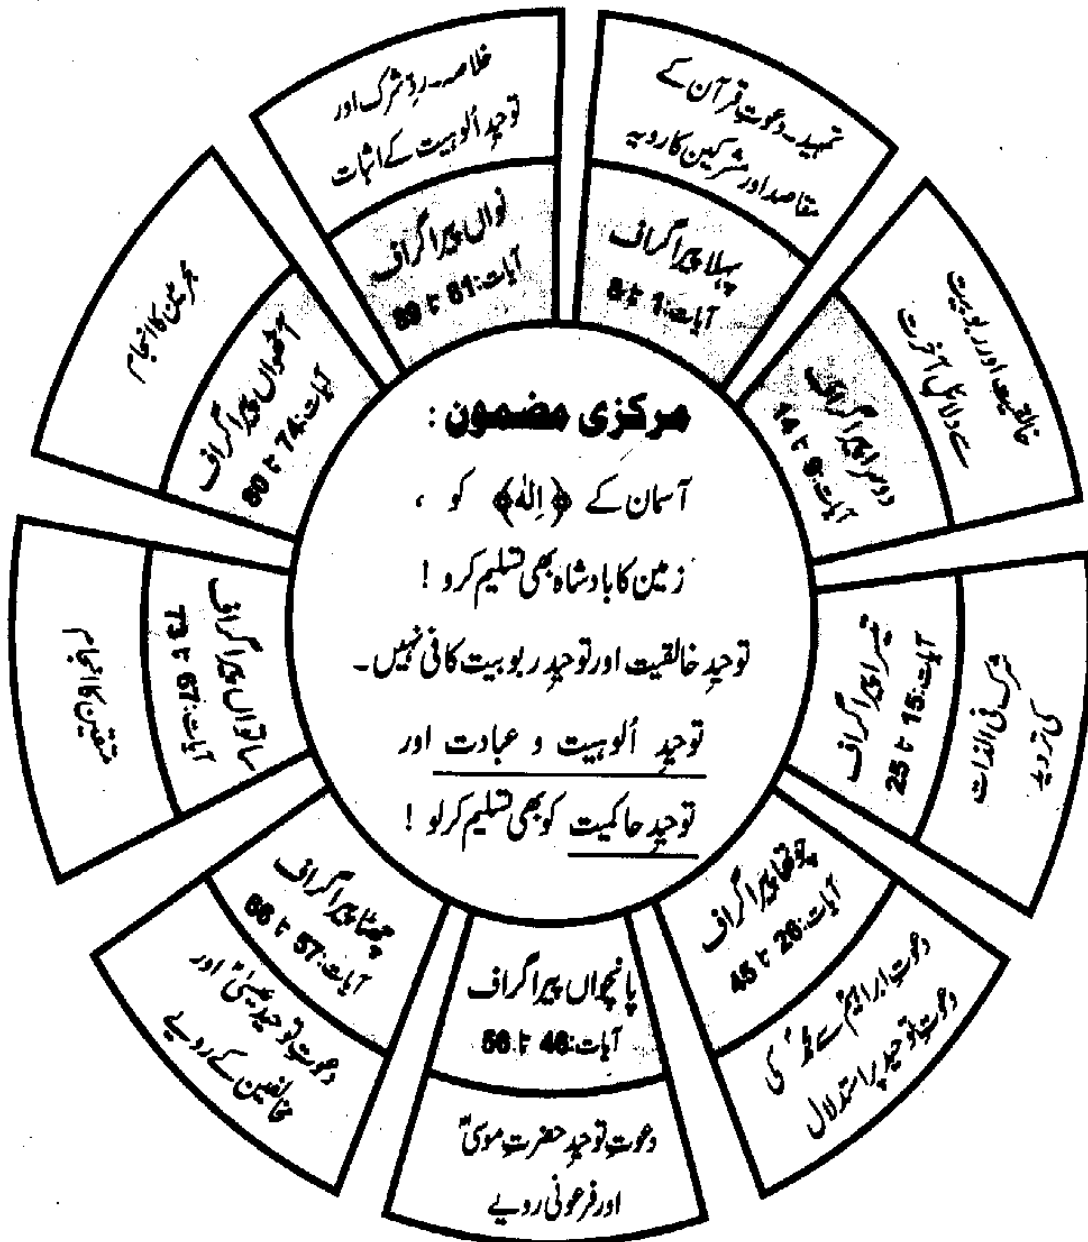 مرکزی مضمون :
آسمان کے ﴿اِلٰہ﴾ کو ،
زمین کا بادشاہ بھی تسلیم کرو !
توحیدِ خالقیت اور توحیدِ ربوبیت کافی نہیں۔
توحیدِ اُلوہیت و عبادت اور
توحیدِ حاکمیت کو بھی تسلیم کر لو !
تمہید۔ دعوتِ قرآن کے
مقاصد اور مشرکین کا رویہ
پہلا پیراگراف
آیات: 1 تا 8
خالقیت اور ربوبیت
سے دلائلِ آخرت
دوسرا پیراگراف
آیات: 9 تا 14
شرک فی الذات
کی تردید
تیسرا پیراگراف
آیات: 15 تا 25
دعوتِ ابراہیمؑ سے محمدؐ کی
دعوتِ توحید پر استدلال
چوتھا پیراگراف
آیات: 26 تا 45
دعوتِ توحید حضرت موسیٰؑ
اور فرعونی رویے
پانچواں پیراگراف
آیات: 46 تا 56
دعوتِ توحید عیسیٰؑ اور
مخالفین کے رویے
چھٹا پیراگراف
آیات: 57 تا 66
متقین کا انجام
ساتواں پیراگراف
آیات: 67 تا 73
مجرمین کا انجام
آٹھواں پیراگراف
آیات: 74 تا 80
خلاصہ۔ ردِّ شرک اور
توحیدِ اُلوہیت کے اثبات
نواں پیراگراف
آیات: 81 تا 89